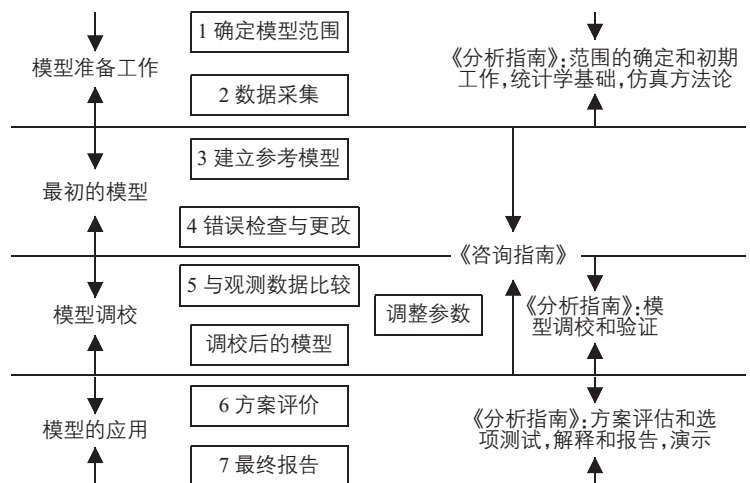 1 确定模型范围
模型准备工作
2 数据采集
《分析指南》:范围的确定和初期
工作,统计学基础,仿真方法论
3 建立参考模型
最初的模型
4 错误检查与更改
《咨询指南》
5 与观测数据比较
模型调校
调整参数
调校后的模型
《分析指南》:模
型调校和验证
6 方案评价
模型的应用
7 最终报告
《分析指南》:方案评估和选
项测试,解释和报告,演示